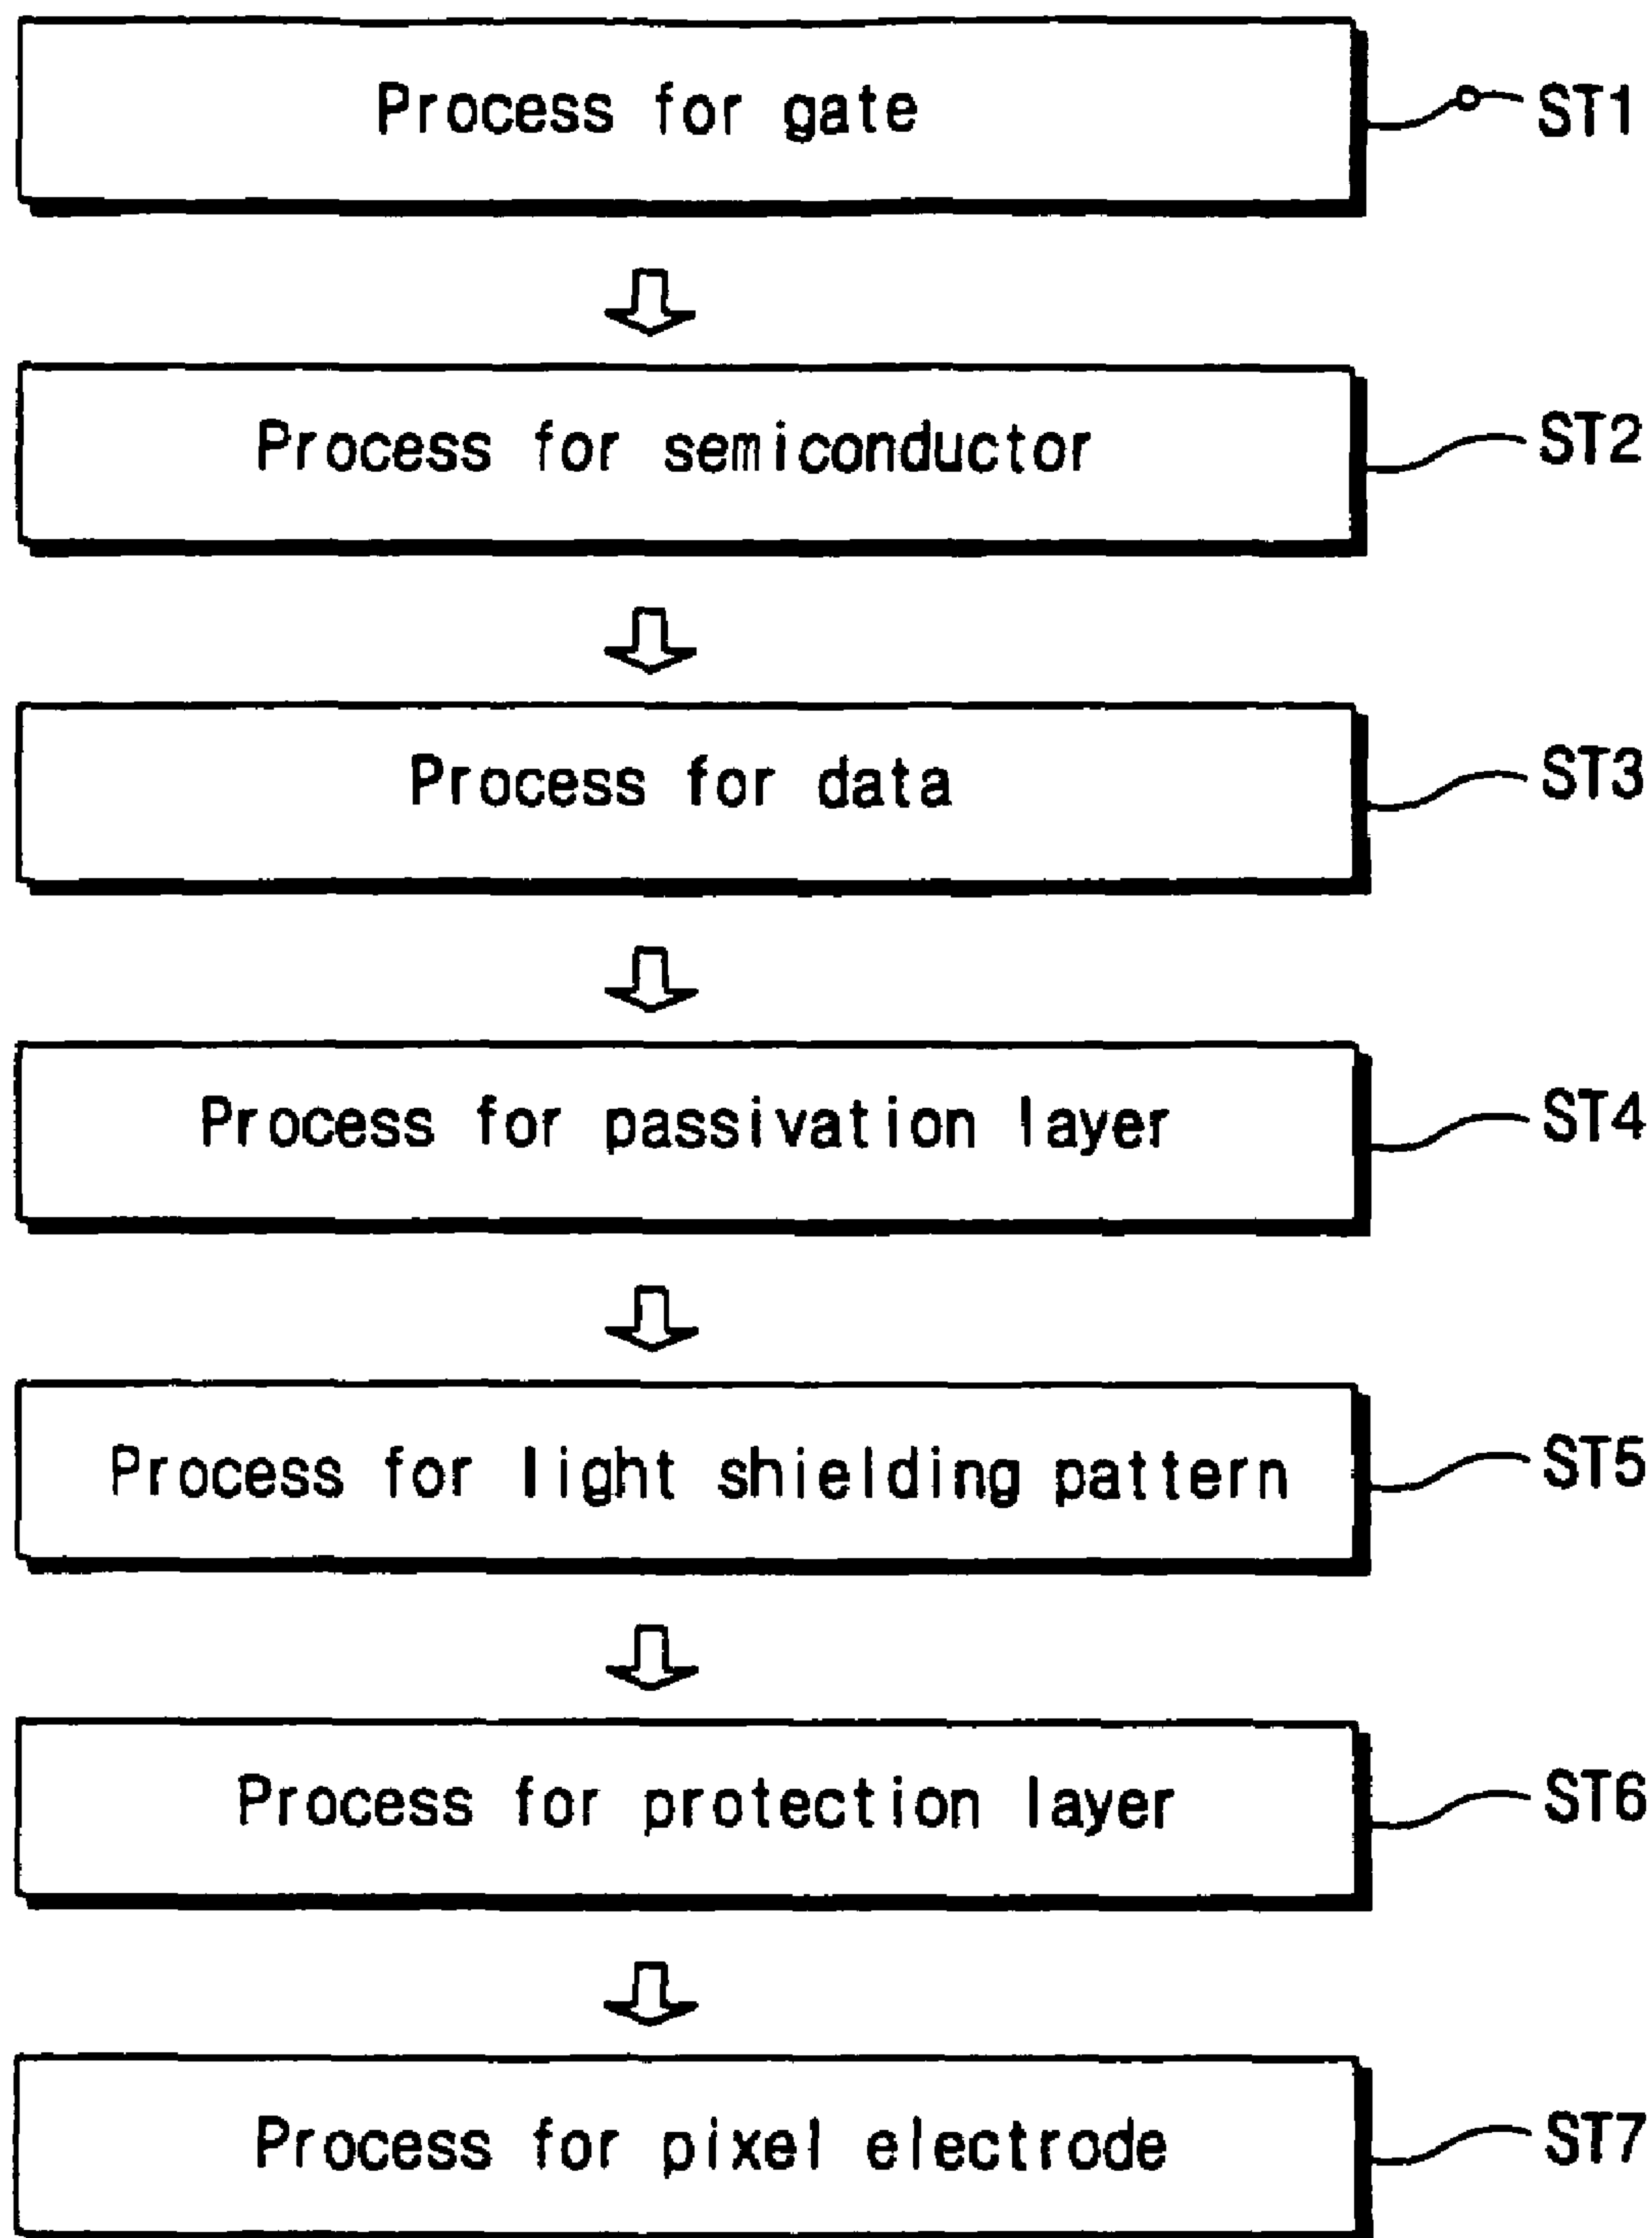 Process for gate ST1
Process for semiconductor ST2
Process for data ST3
Process for passivation layer ST4
Process for light shielding pattern ST5
Process for protection layer ST6
Process for pixel electrode ST7